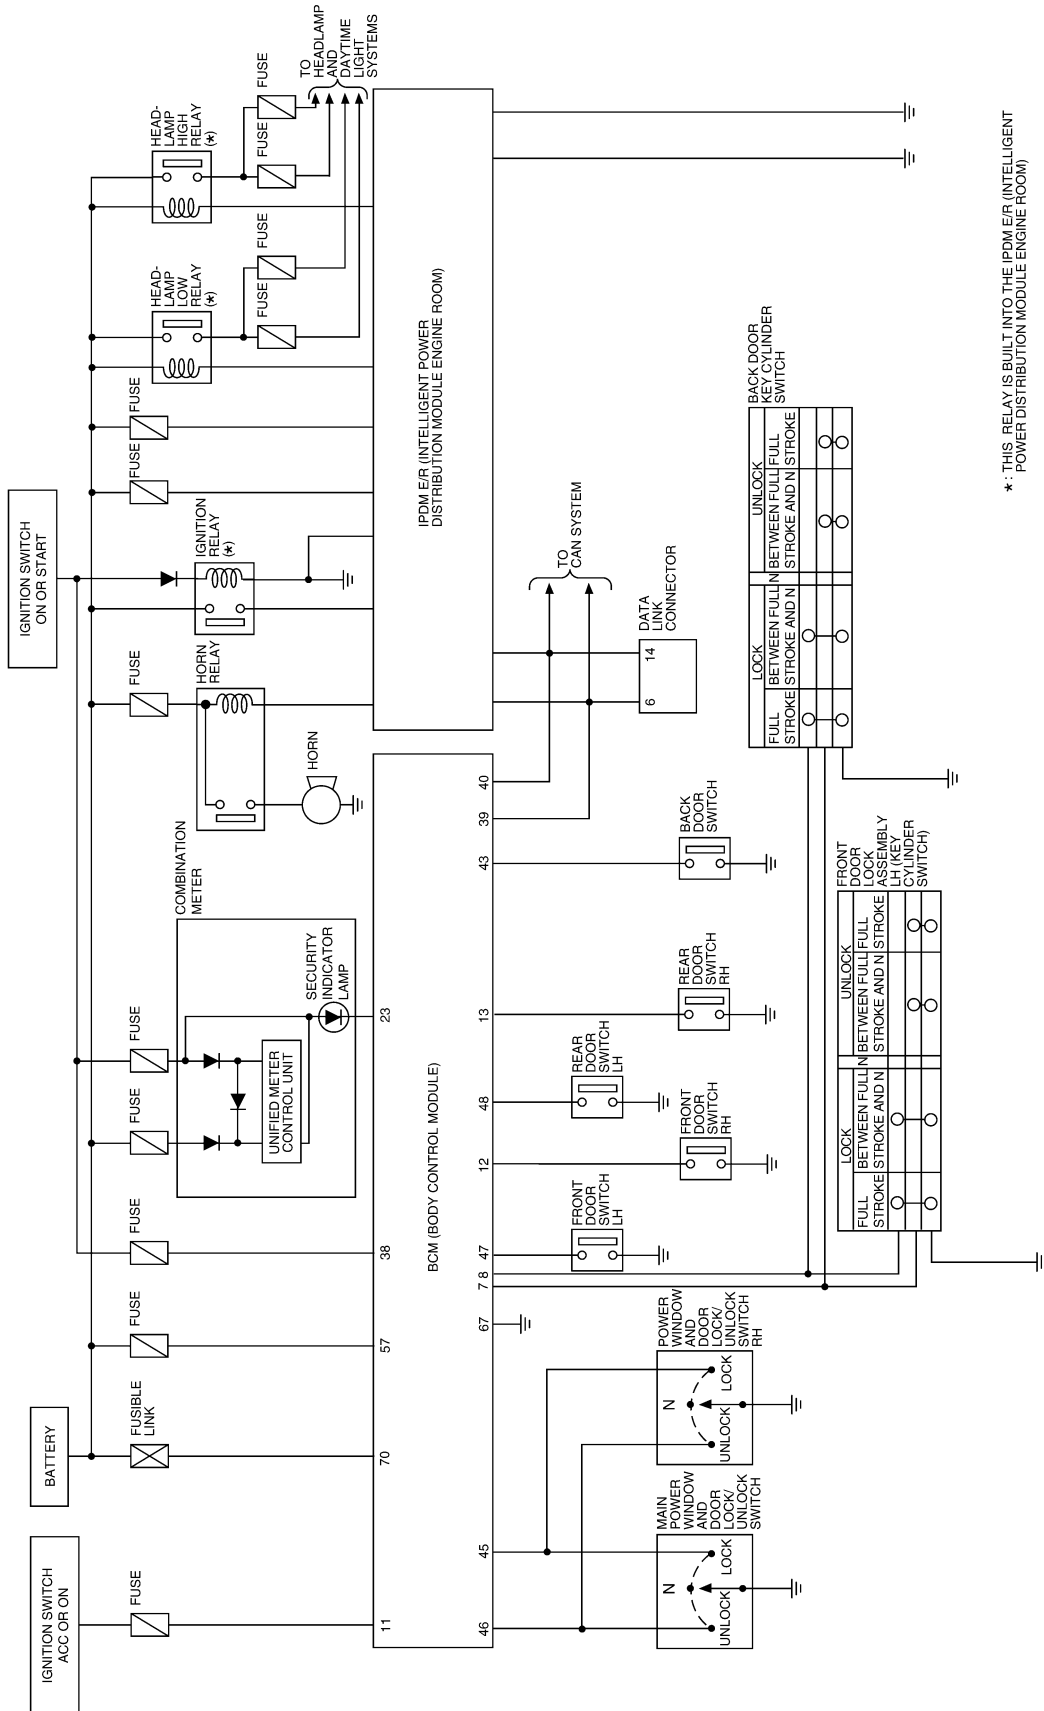 IGNITION SWITCH
ACC OR ON
BATTERY
IGNITION SWITCH
ON OR START
FUSE
FUSIBLE
LINK
FUSE
FUSE
FUSE
FUSE
COMBINATION
METER
UNIFIED METER
CONTROL UNIT
SECURITY
INDICATOR
LAMP
FUSE
HORN
RELAY
HORN
IGNITION
RELAY
(*)
FUSE
FUSE
HEAD-
LAMP
LOW
RELAY
(*)
FUSE
FUSE
HEAD-
LAMP
HIGH
RELAY
(*)
FUSE
FUSE
TO
HEADLAMP
AND
DAYTIME
LIGHT
SYSTEMS
11
70
57
38
23
BCM (BODY CONTROL MODULE)
IPDM E/R (INTELLIGENT POWER
DISTRIBUTION MODULE ENGINE ROOM)
46
45
67
7
8
47
12
48
13
43
39
40
MAIN
POWER
WINDOW
AND
DOOR
LOCK/
UNLOCK
SWITCH
N
UNLOCK
LOCK
POWER
WINDOW
AND
DOOR
LOCK/
UNLOCK
SWITCH
RH
N
UNLOCK
LOCK
FRONT
DOOR
SWITCH
LH
FRONT
DOOR
SWITCH
RH
REAR
DOOR
SWITCH
LH
REAR
DOOR
SWITCH
RH
BACK
DOOR
SWITCH
TO
CAN SYSTEM
DATA
LINK
CONNECTOR
6
14
FRONT
DOOR
LOCK
ASSEMBLY
LH (KEY
CYLINDER
SWITCH)
LOCK
UNLOCK
FULL
STROKE
BETWEEN FULL
STROKE AND N
N
BETWEEN FULL
STROKE AND N
FULL
STROKE
BACK DOOR
KEY CYLINDER
SWITCH
LOCK
UNLOCK
FULL
STROKE
BETWEEN FULL
STROKE AND N
N
BETWEEN FULL
STROKE AND N
FULL
STROKE
* : THIS RELAY IS BUILT INTO THE IPDM E/R (INTELLIGENT
POWER DISTRIBUTION MODULE ENGINE ROOM)